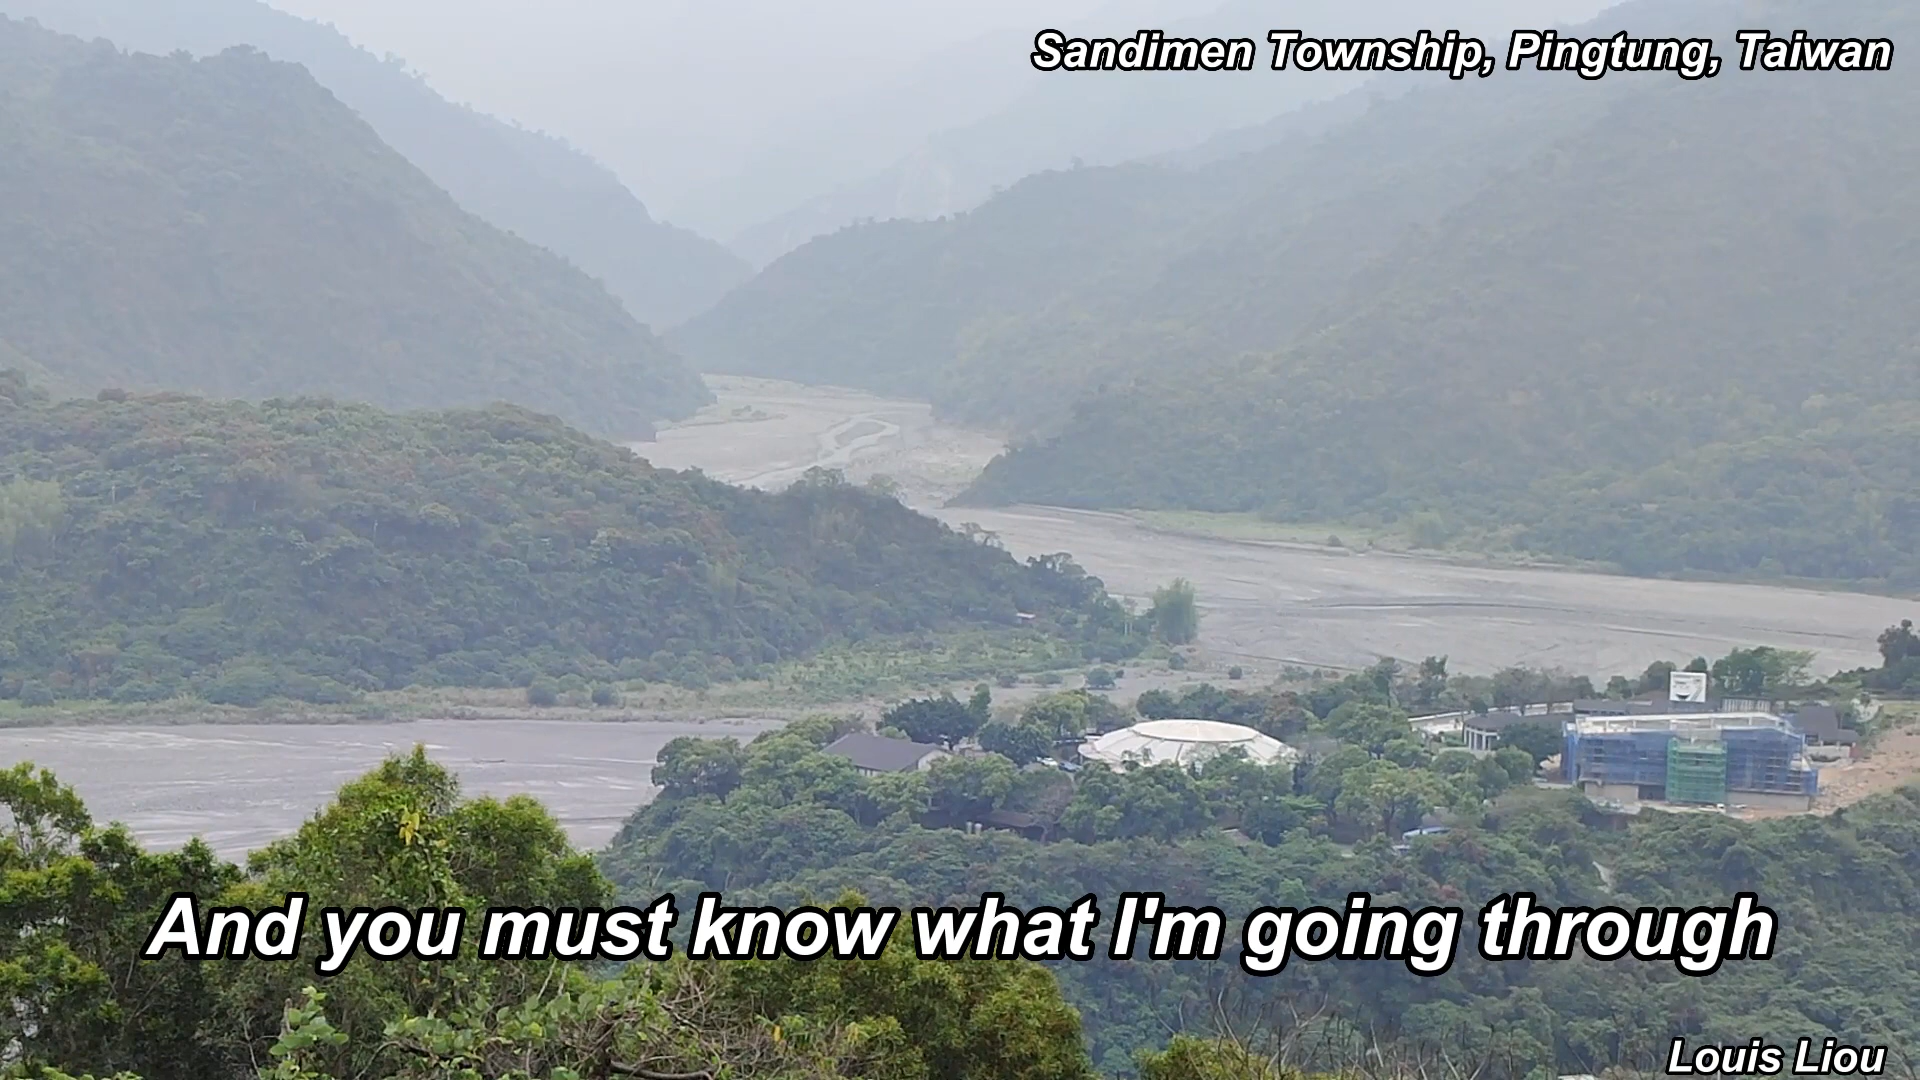 Sandimen Township, Pingtung, Taiwan
And you must know what I'm going through
Louis Liou